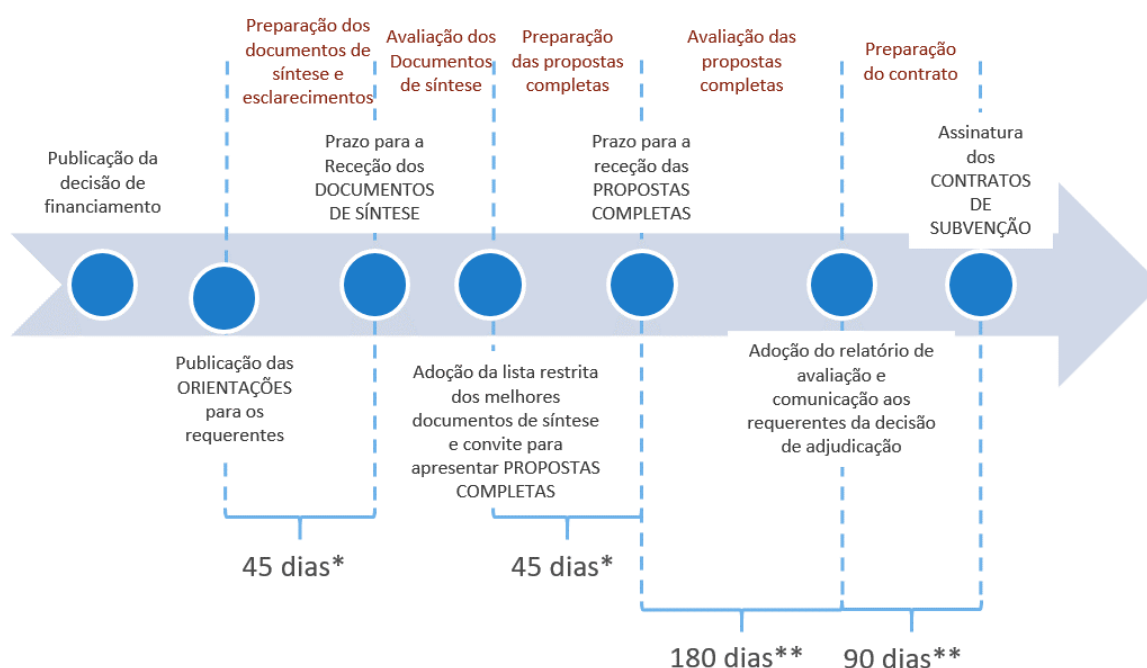 Preparação dos
documentos de
síntese e
esclarecimentos
Avaliação dos
Documentos
de síntese
Preparação
das propostas
completas
Avaliação das
propostas
completas
Preparação
do contrato
Publicação da
decisão de
financiamento
Prazo para a
Receção dos
DOCUMENTOS
DE SÍNTESE
Prazo para a
receção das
PROPOSTAS
COMPLETAS
Assinatura
dos
CONTRATOS
DE
SUBVENÇÃO
Publicação das
ORIENTAÇÕES
para os
requerentes
Adoção da lista restrita
dos melhores
documentos de síntese
e convite para
apresentar PROPOSTAS
COMPLETAS
Adoção do relatório de
avaliação e
comunicação aos
requerentes da decisão
de adjudicação
45 dias*
45 dias*
180 dias**
90 dias**